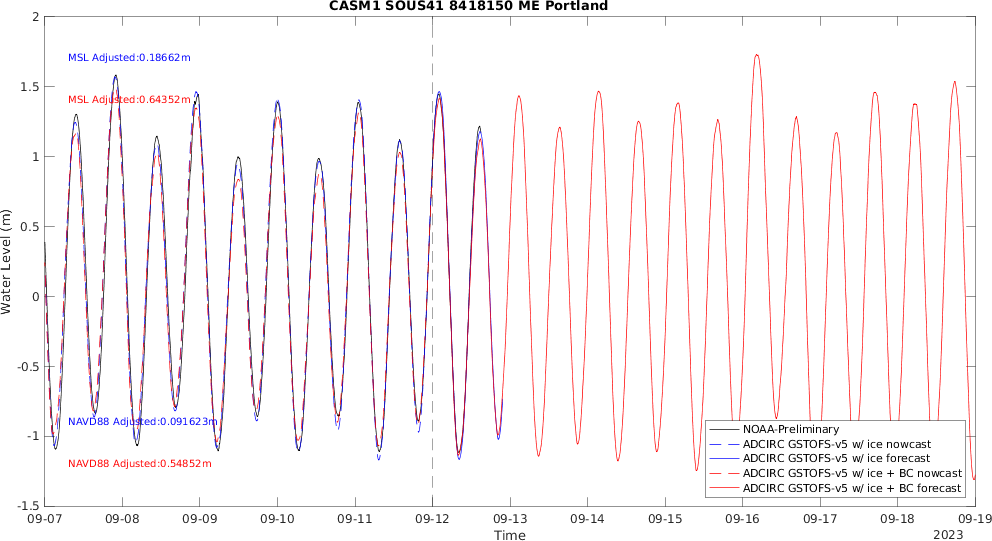 CASM1 SOUS41 8418150 ME Portland
2
1.5
1
0.5
0
-0.5
-1
-1.5
Water Level (m)
MSL Adjusted:0.18662m
MSL Adjusted:0.64352m
NAVD88 Adjusted:0.091623m
NAVD88 Adjusted:0.54852m
NOAA-Preliminary
ADCIRC GSTOFS-v5 w/ ice nowcast
ADCIRC GSTOFS-v5 w/ ice forecast
ADCIRC GSTOFS-v5 w/ ice + BC nowcast
ADCIRC GSTOFS-v5 w/ ice + BC forecast
09-07 09-08 09-09 09-10 09-11 09-12 09-13 09-14 09-15 09-16 09-17 09-18 09-19
Time
2023